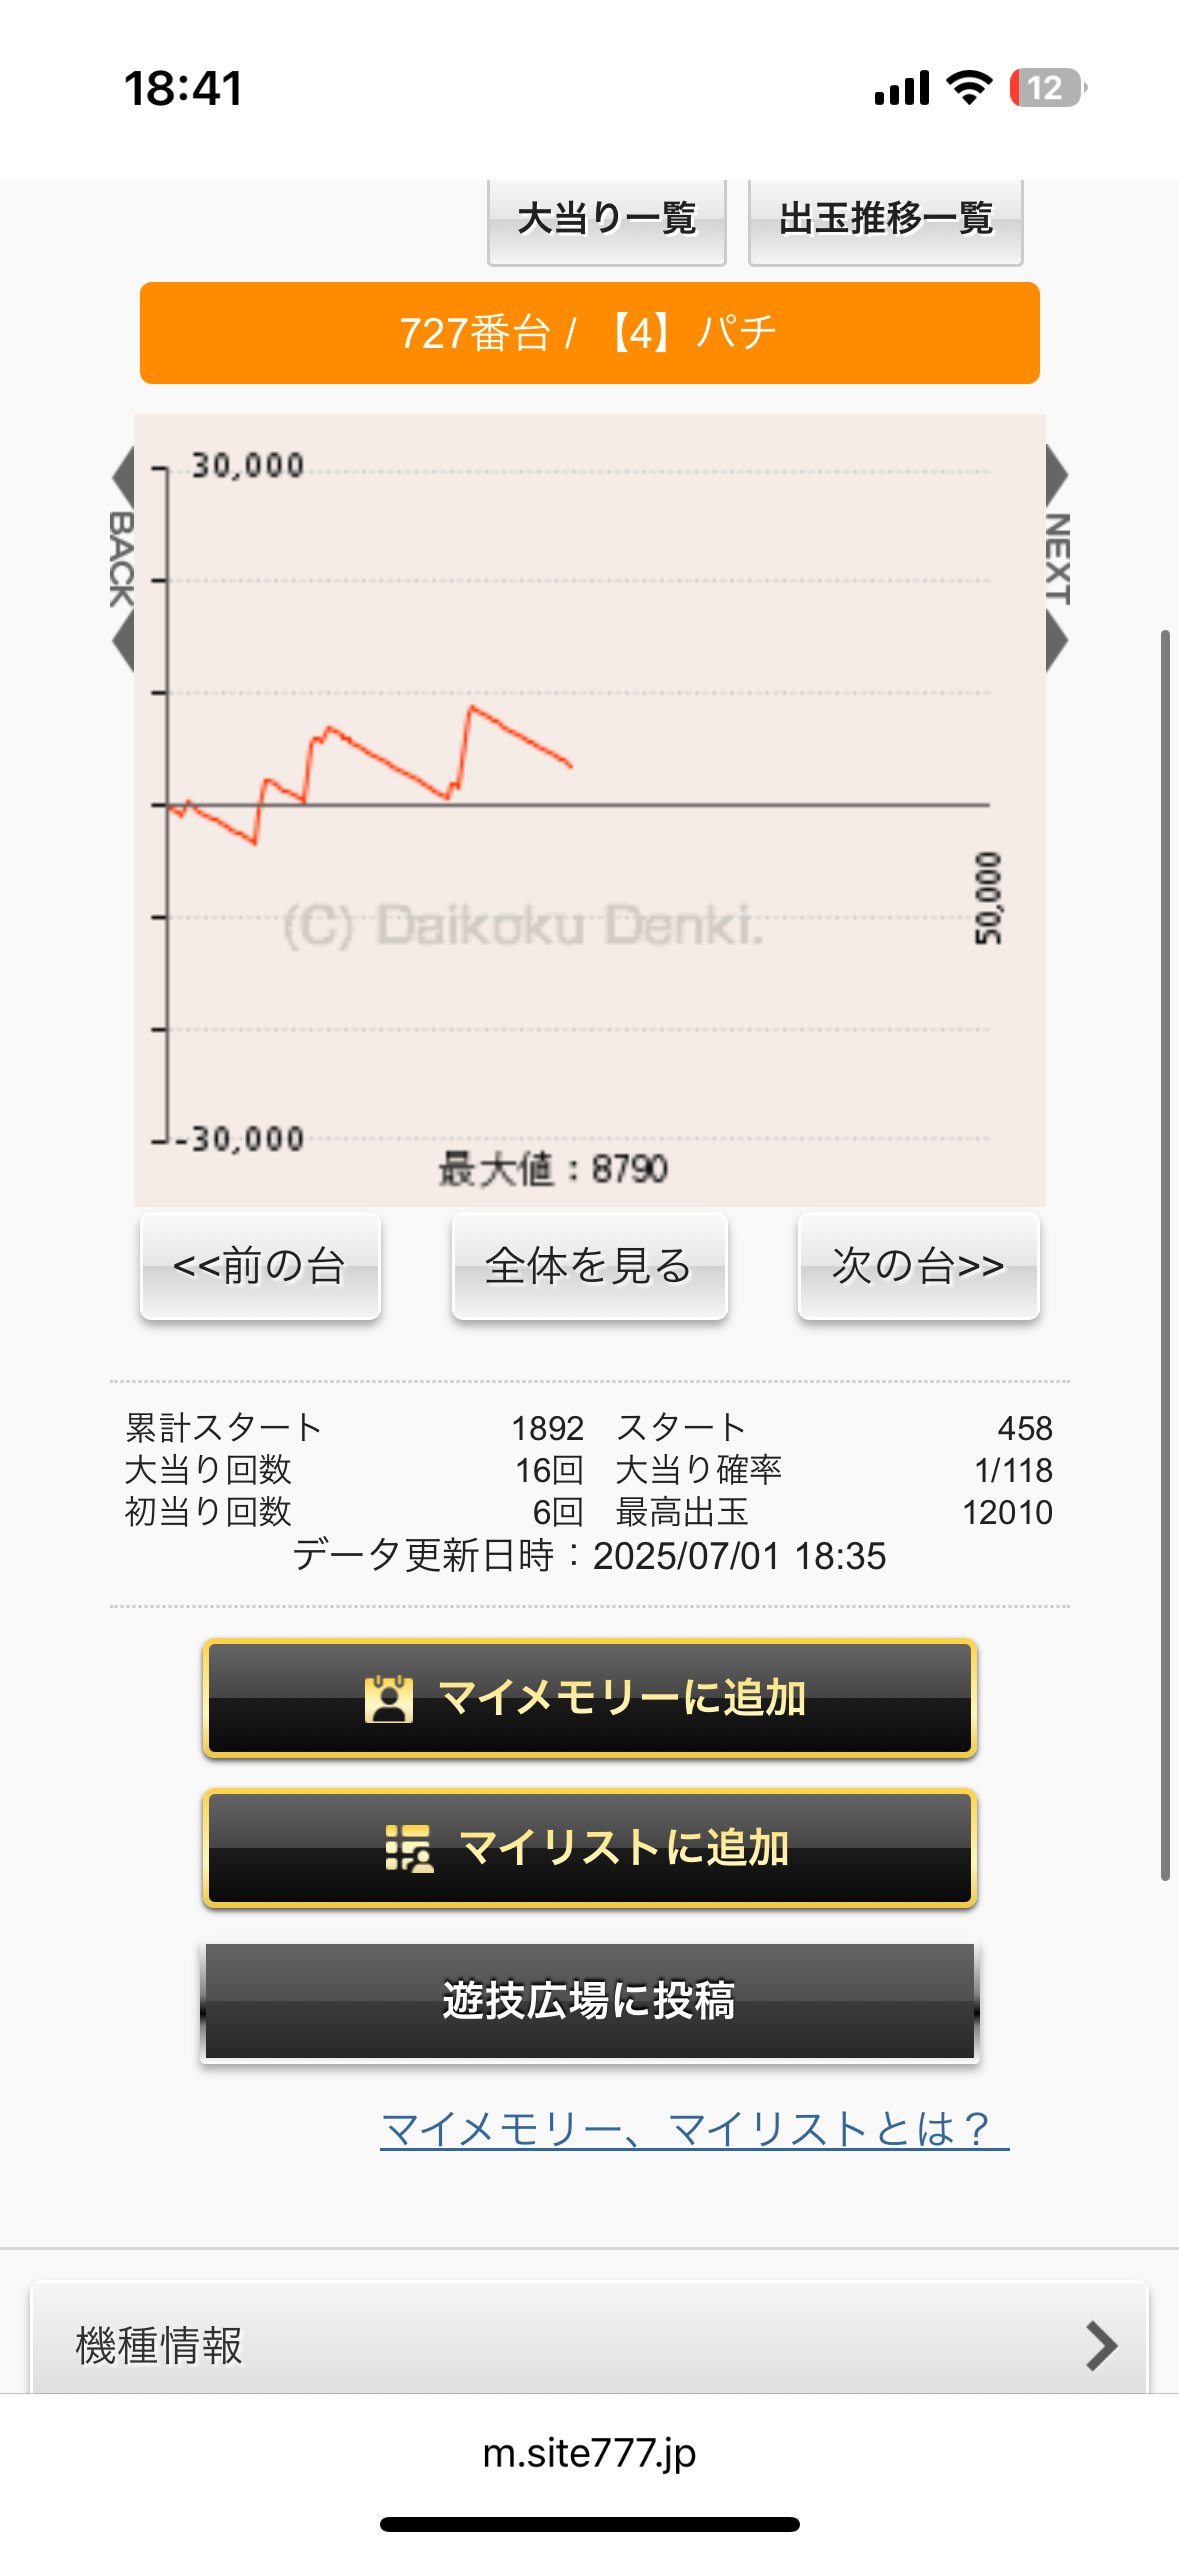 18:41
12
大当り一覧 出玉推移一覧
727番台 / 【4】パチ
30,000
BACK
NEXT
50,000
(C) Daikoku Denki.
-30,000
最大値：8790
<<前の台 全体を見る 次の台>>
累計スタート 1892 スタート 458
大当り回数 16回 大当り確率 1/118
初当り回数 6回 最高出玉 12010
データ更新日時：2025/07/01 18:35
マイメモリーに追加
マイリストに追加
遊技広場に投稿
マイメモリー、マイリストとは？
機種情報
m.site777.jp